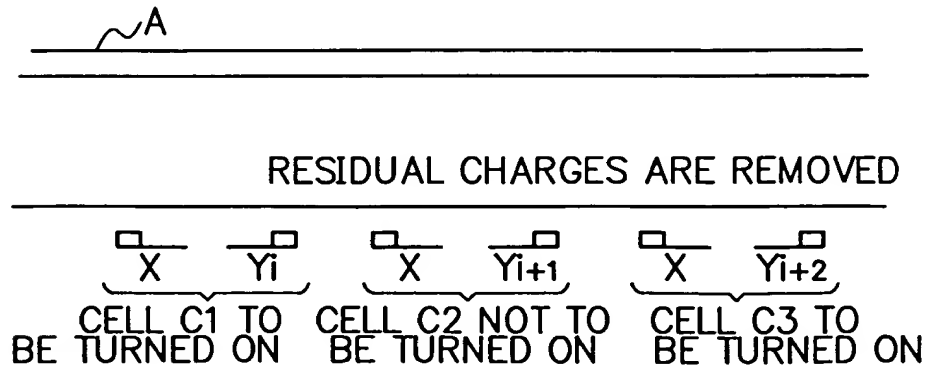 A
RESIDUAL CHARGES ARE REMOVED
X Yi X Yi+1 X Yi+2
CELL C1 TO BE TURNED ON
CELL C2 NOT TO BE TURNED ON
CELL C3 TO BE TURNED ON